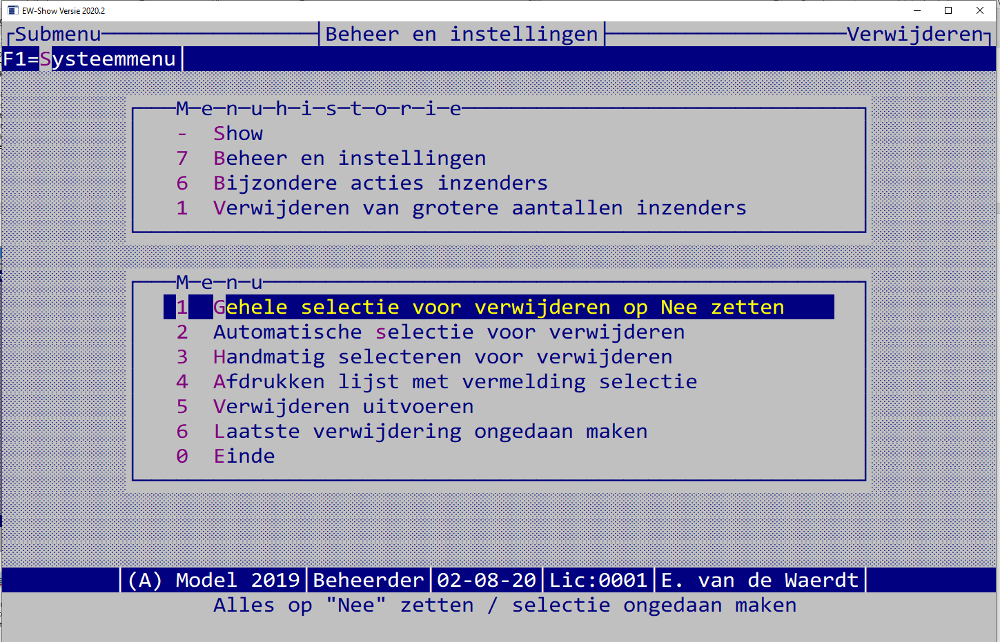 EW-Show Versie 2020.2
Submenu Beheer en instellingen Verwijderen
F1=Systeemmenu
Menuhistorie
- Show
7 Beheer en instellingen
6 Bijzondere acties inzenders
1 Verwijderen van grotere aantallen inzenders
Menu
1 Gehele selectie voor verwijderen op Nee zetten
2 Automatische selectie voor verwijderen
3 Handmatig selecteren voor verwijderen
4 Afdrukken lijst met vermelding selectie
5 Verwijderen uitvoeren
6 Laatste verwijdering ongedaan maken
0 Einde
(A) Model 2019 Beheerder 02-08-20 Lic:0001 E. van de Waerdt
Alles op "Nee" zetten / selectie ongedaan maken